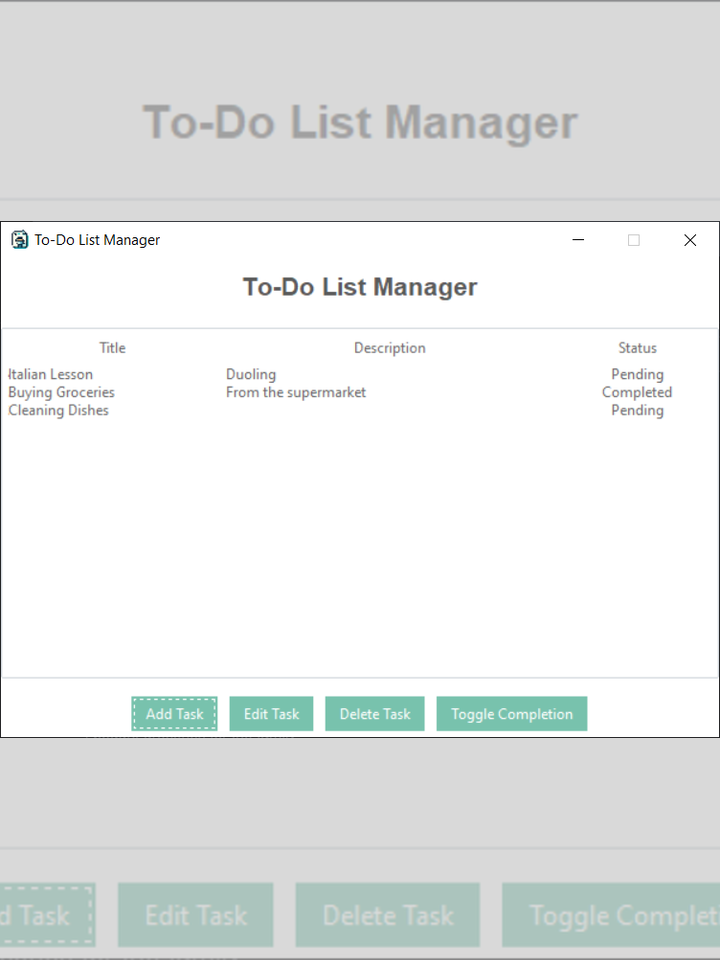 To-Do List Manager
To-Do List Manager
To-Do List Manager
Title Description Status
Italian Lesson Duoling Pending
Buying Groceries From the supermarket Completed
Cleaning Dishes Pending
Add Task Edit Task Delete Task Toggle Completion
d Task Edit Task Delete Task Toggle Completi